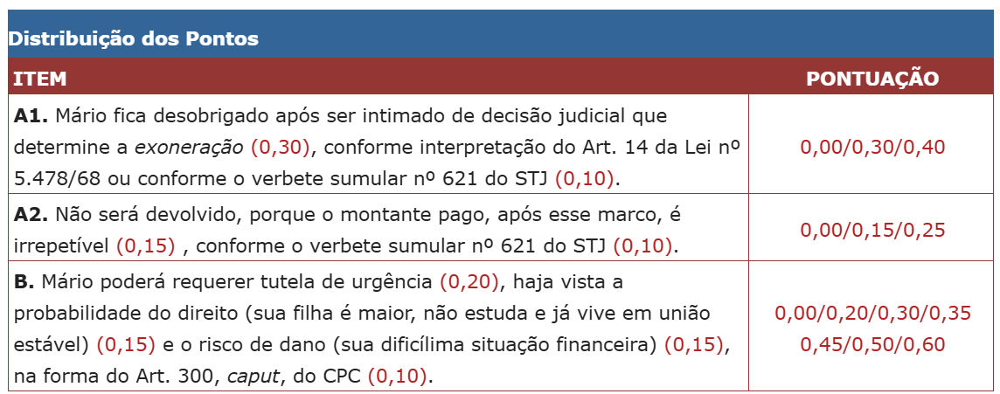 Distribuição dos Pontos
ITEM
PONTUAÇÃO
A1. Mário fica desobrigado após ser intimado de decisão judicial que
determine a exoneração (0,30), conforme interpretação do Art. 14 da Lei nº
5.478/68 ou conforme o verbete sumular nº 621 do STJ (0,10).
0,00/0,30/0,40
A2. Não será devolvido, porque o montante pago, após esse marco, é
irrepetível (0,15) , conforme o verbete sumular nº 621 do STJ (0,10).
0,00/0,15/0,25
B. Mário poderá requerer tutela de urgência (0,20), haja vista a
probabilidade do direito (sua filha é maior, não estuda e já vive em união
estável) (0,15) e o risco de dano (sua dificílima situação financeira) (0,15),
na forma do Art. 300, caput, do CPC (0,10).
0,00/0,20/0,30/0,35
0,45/0,50/0,60